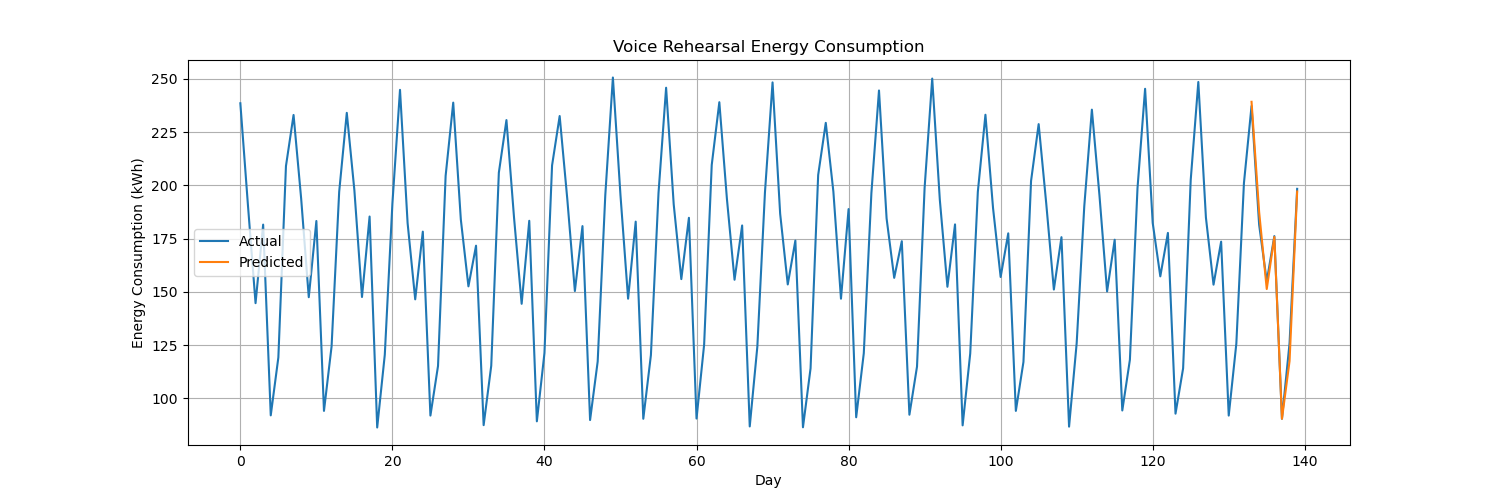 Voice Rehearsal Energy Consumption
Energy Consumption (kWh)
250
225
200
175
150
125
100
Actual
Predicted
0 20 40 60 80 100 120 140
Day